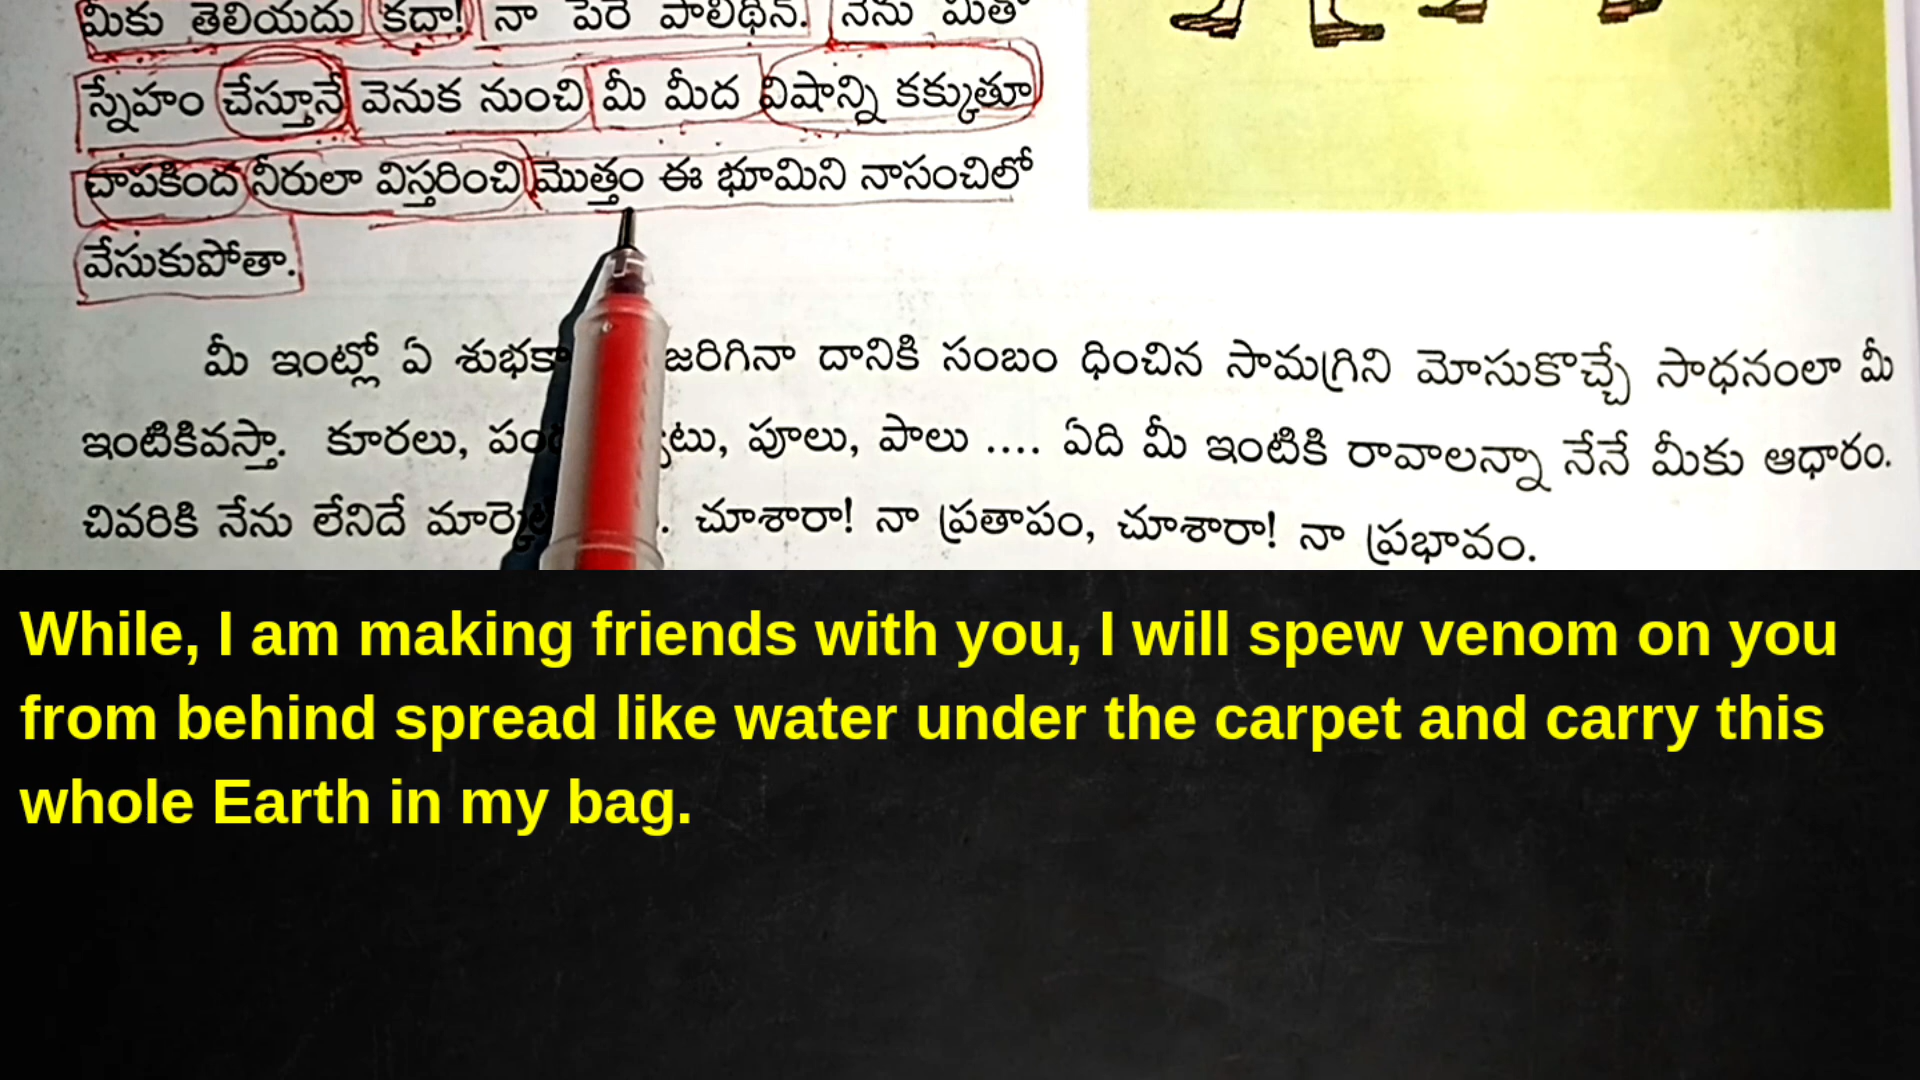 మీకు తెలియదు కదా! నా పేరే పాలిథిన్. నేను మీతో
స్నేహం చేస్తూనే వెనుక నుంచి మీ మీద విషాన్ని కక్కుతూ
చాపకింద నీరులా విస్తరించి మొత్తం ఈ భూమిని నాసంచిలో
వేసుకుపోతా.
మీ ఇంట్లో ఏ జరిగినా దానికి సంబం ధించిన సామగ్రిని మోసుకొచ్చే సాధనంలా మీ
ఇంటికివస్తా. కూరలు, పూలు, పాలు .... ఏది మీ ఇంటికి రావాలన్నా నేనే మీకు ఆధారం.
చివరికి నేను లేనిదే చూశారా! నా ప్రతాపం, చూశారా! నా ప్రభావం.
While, I am making friends with you, I will spew venom on you
from behind spread like water under the carpet and carry this
whole Earth in my bag.